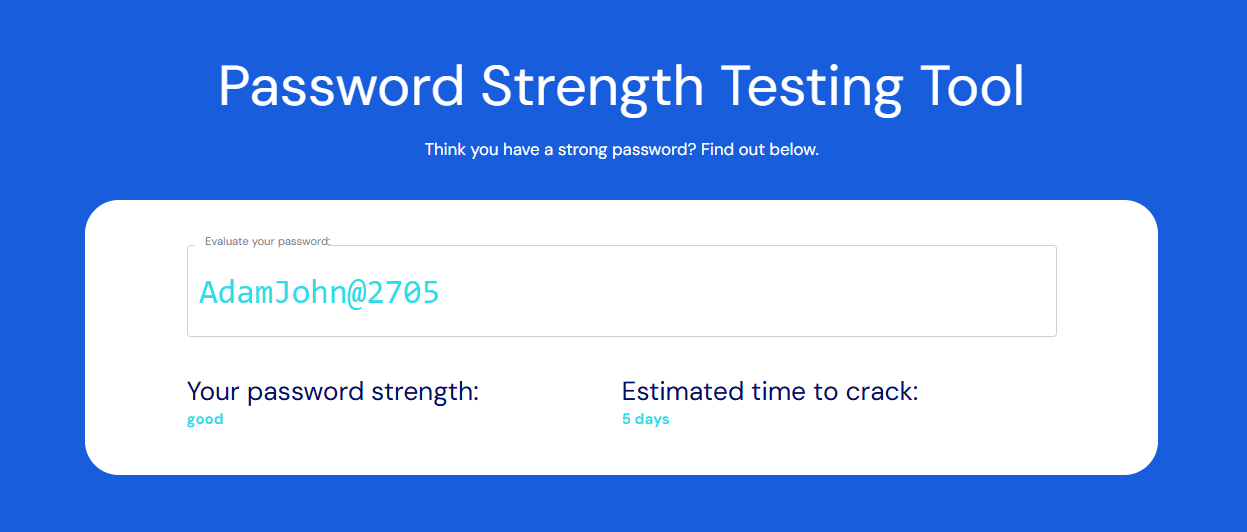 Password Strength Testing Tool
Think you have a strong password? Find out below.
Evaluate your password:
AdamJohn@2705
Your password strength:
good
Estimated time to crack:
5 days